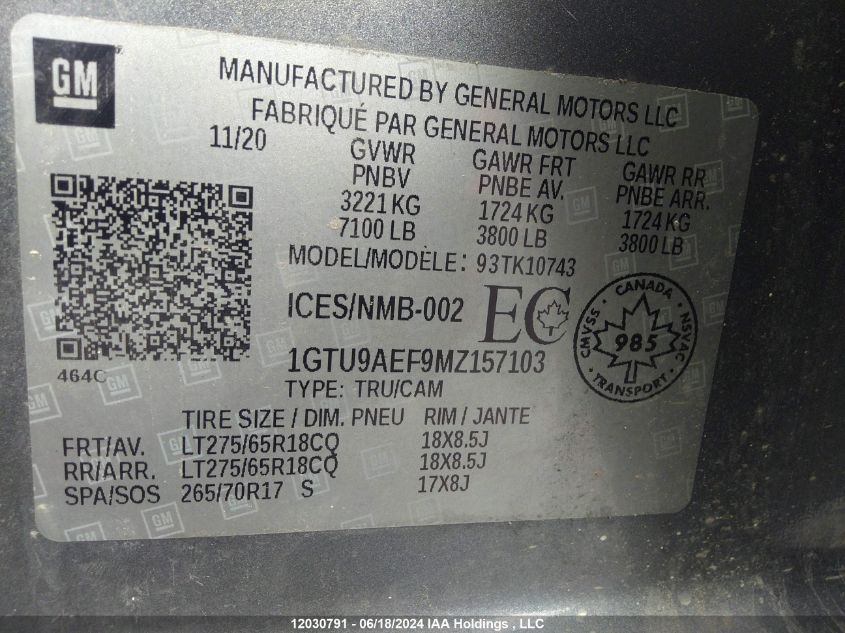 GM
MANUFACTURED BY GENERAL MOTORS LLC
FABRIQUÉ PAR GENERAL MOTORS LLC
11/20
GVWR GAWR FRT GAWR RR
PNBV PNBE AV. PNBE ARR.
3221 KG 1724 KG 1724 KG
7100 LB 3800 LB 3800 LB
MODEL/MODÈLE: 93TK10743
ICES/NMB-002 EC
CANADA
CMVSS 985 NSVAC
TRANSPORT
1GTU9AEF9MZ157103
464C
TYPE: TRU/CAM
TIRE SIZE / DIM. PNEU RIM / JANTE
FRT/AV. LT275/65R18CQ 18X8.5J
RR/ARR. LT275/65R18CQ 18X8.5J
SPA/SOS 265/70R17 S 17X8J
12030791 - 06/18/2024 IAA Holdings , LLC